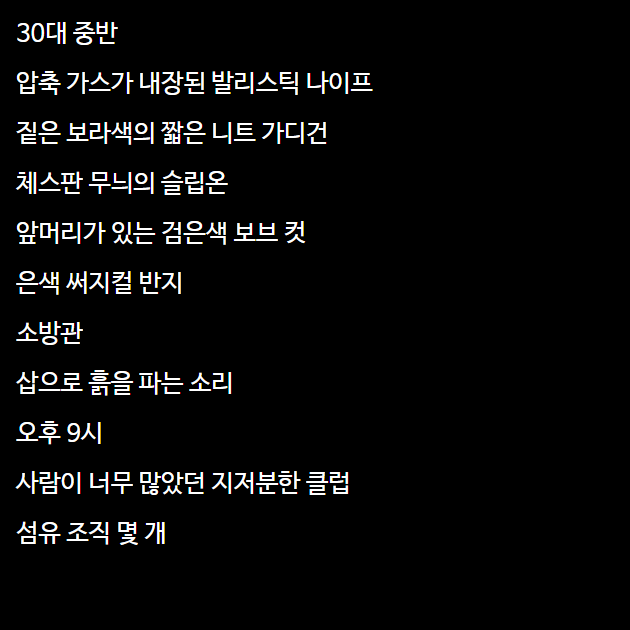 30대 중반
압축 가스가 내장된 발리스틱 나이프
짙은 보라색의 짧은 니트 가디건
체스판 무늬의 슬립온
앞머리가 있는 검은색 보브 컷
은색 써지컬 반지
소방관
삽으로 흙을 파는 소리
오후 9시
사람이 너무 많았던 지저분한 클럽
섬유 조직 몇 개